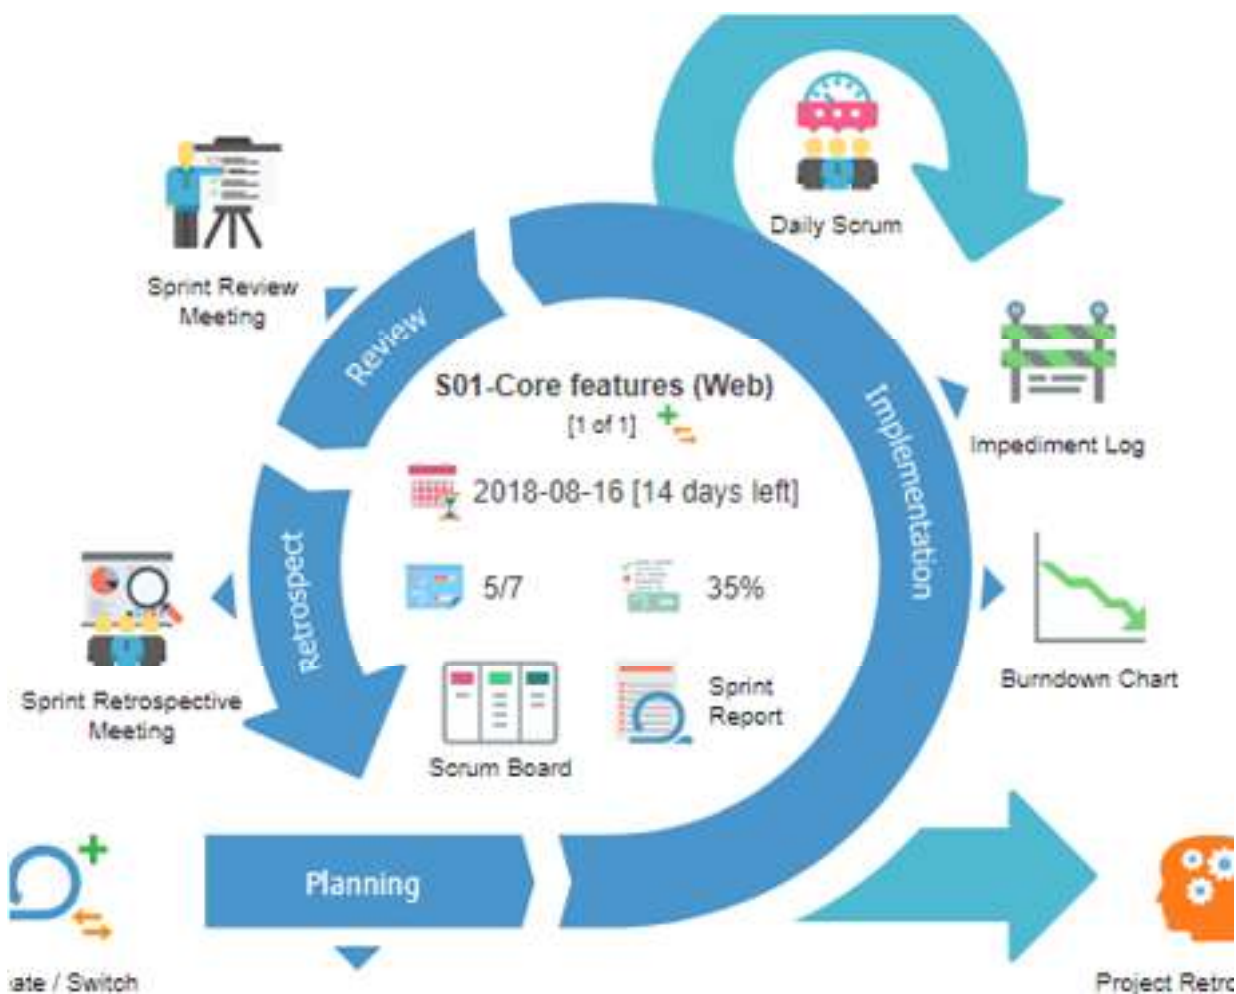 Daily Scrum
Sprint Review
Meeting
Review
Implementation
S01-Core features (Web)
[1 of 1]
Impediment Log
2018-08-16 [14 days left]
Retrospect
5/7
35%
Sprint Retrospective
Meeting
Burndown Chart
Sprint
Report
Scrum Board
Planning
/ Switch
Project